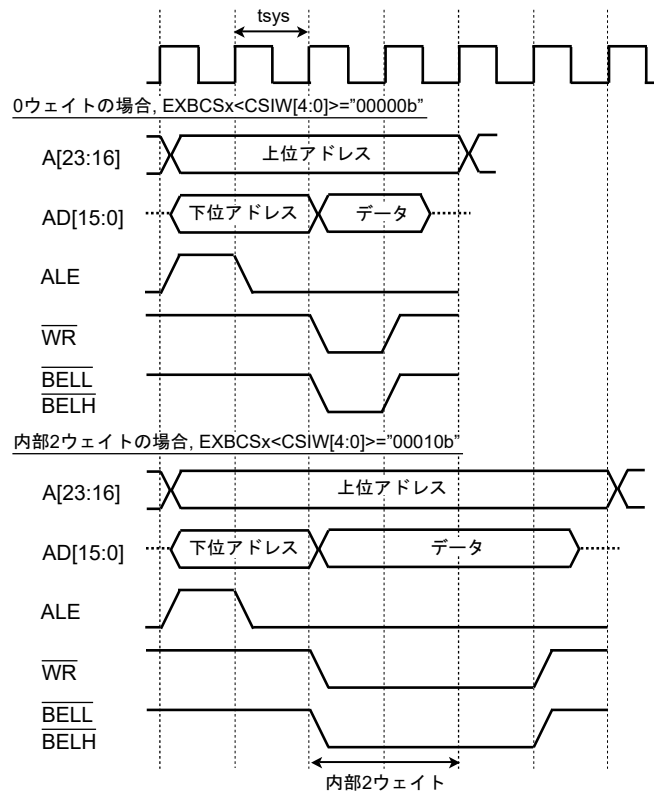 tsys
0ウェイトの場合, EXBCSx<CSIW[4:0]>=”00000b”
A[23:16]
上位アドレス
AD[15:0]
下位アドレス
データ
ALE
WR
BELL
BELH
内部2ウェイトの場合, EXBCSx<CSIW[4:0]>=”00010b”
A[23:16]
上位アドレス
AD[15:0]
下位アドレス
データ
ALE
WR
BELL
BELH
内部2ウェイト